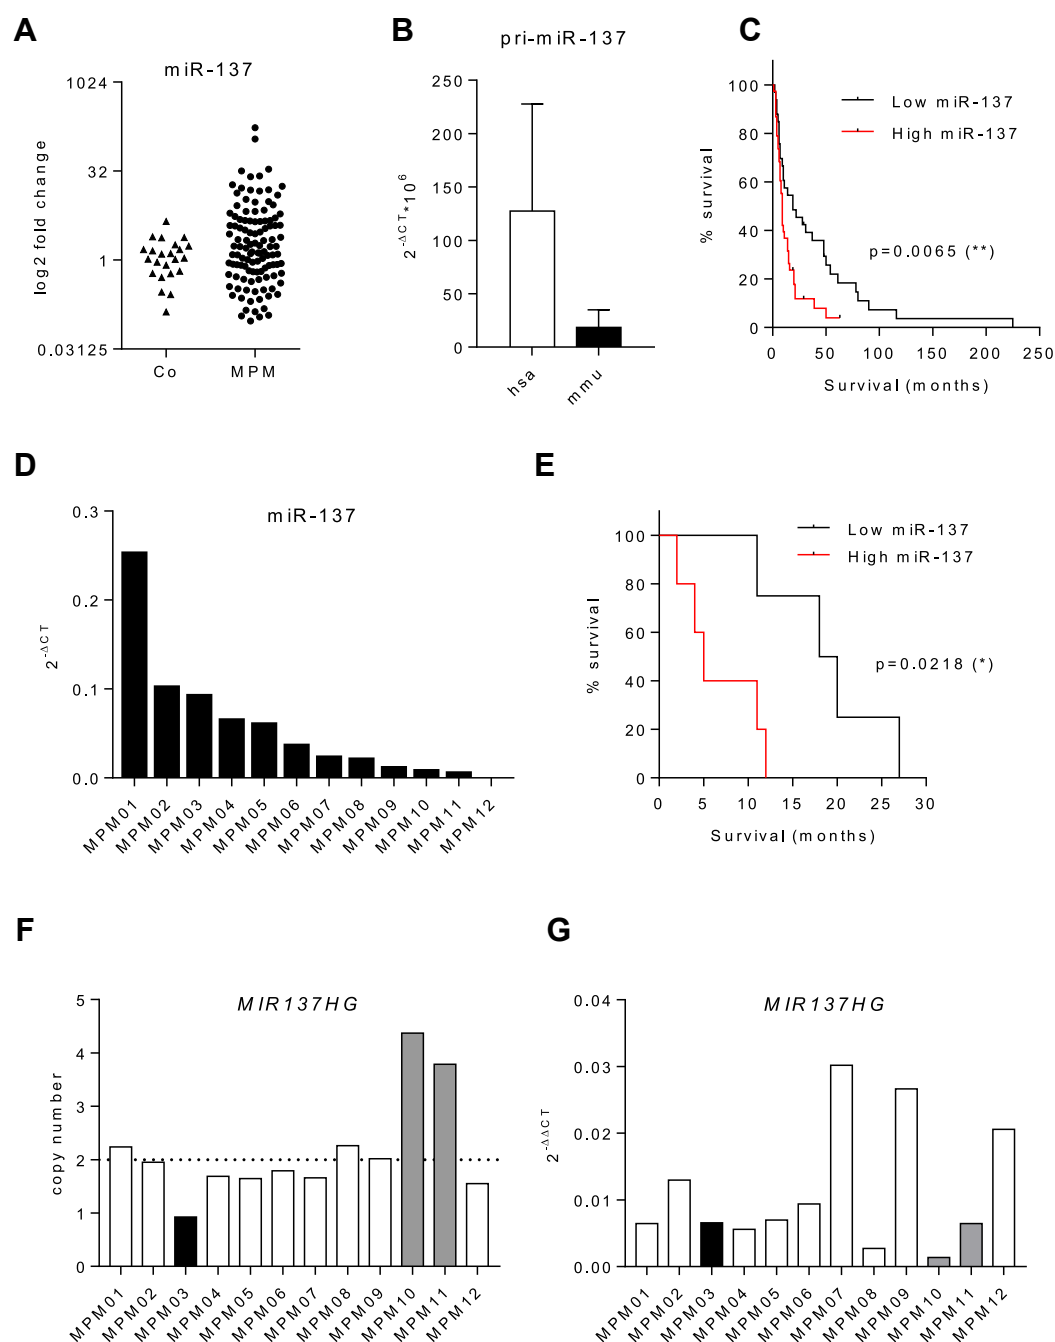 A
miR-137
log2 fold change
1024
32
1
0.03125
Co MPM
B
pri-miR-137
2^-ΔCT*10^6
250
200
150
100
50
0
hsa mmu
C
Low miR-137
High miR-137
p=0.0065 (**)
% survival
100
80
60
40
20
0
0 50 100 150 200 250
Survival (months)
D
miR-137
2^-ΔCT
0.3
0.2
0.1
0.0
MPM01 MPM02 MPM03 MPM04 MPM05 MPM06 MPM07 MPM08 MPM09 MPM10 MPM11 MPM12
E
Low miR-137
High miR-137
p=0.0218 (*)
% survival
100
80
60
40
20
0
0 5 10 15 20 25 30
Survival (months)
F
MIR137HG
copy number
5
4
3
2
1
0
MPM01 MPM02 MPM03 MPM04 MPM05 MPM06 MPM07 MPM08 MPM09 MPM10 MPM11 MPM12
G
MIR137HG
2^-ΔΔCT
0.04
0.03
0.02
0.01
0.00
MPM01 MPM02 MPM03 MPM04 MPM05 MPM06 MPM07 MPM08 MPM09 MPM10 MPM11 MPM12